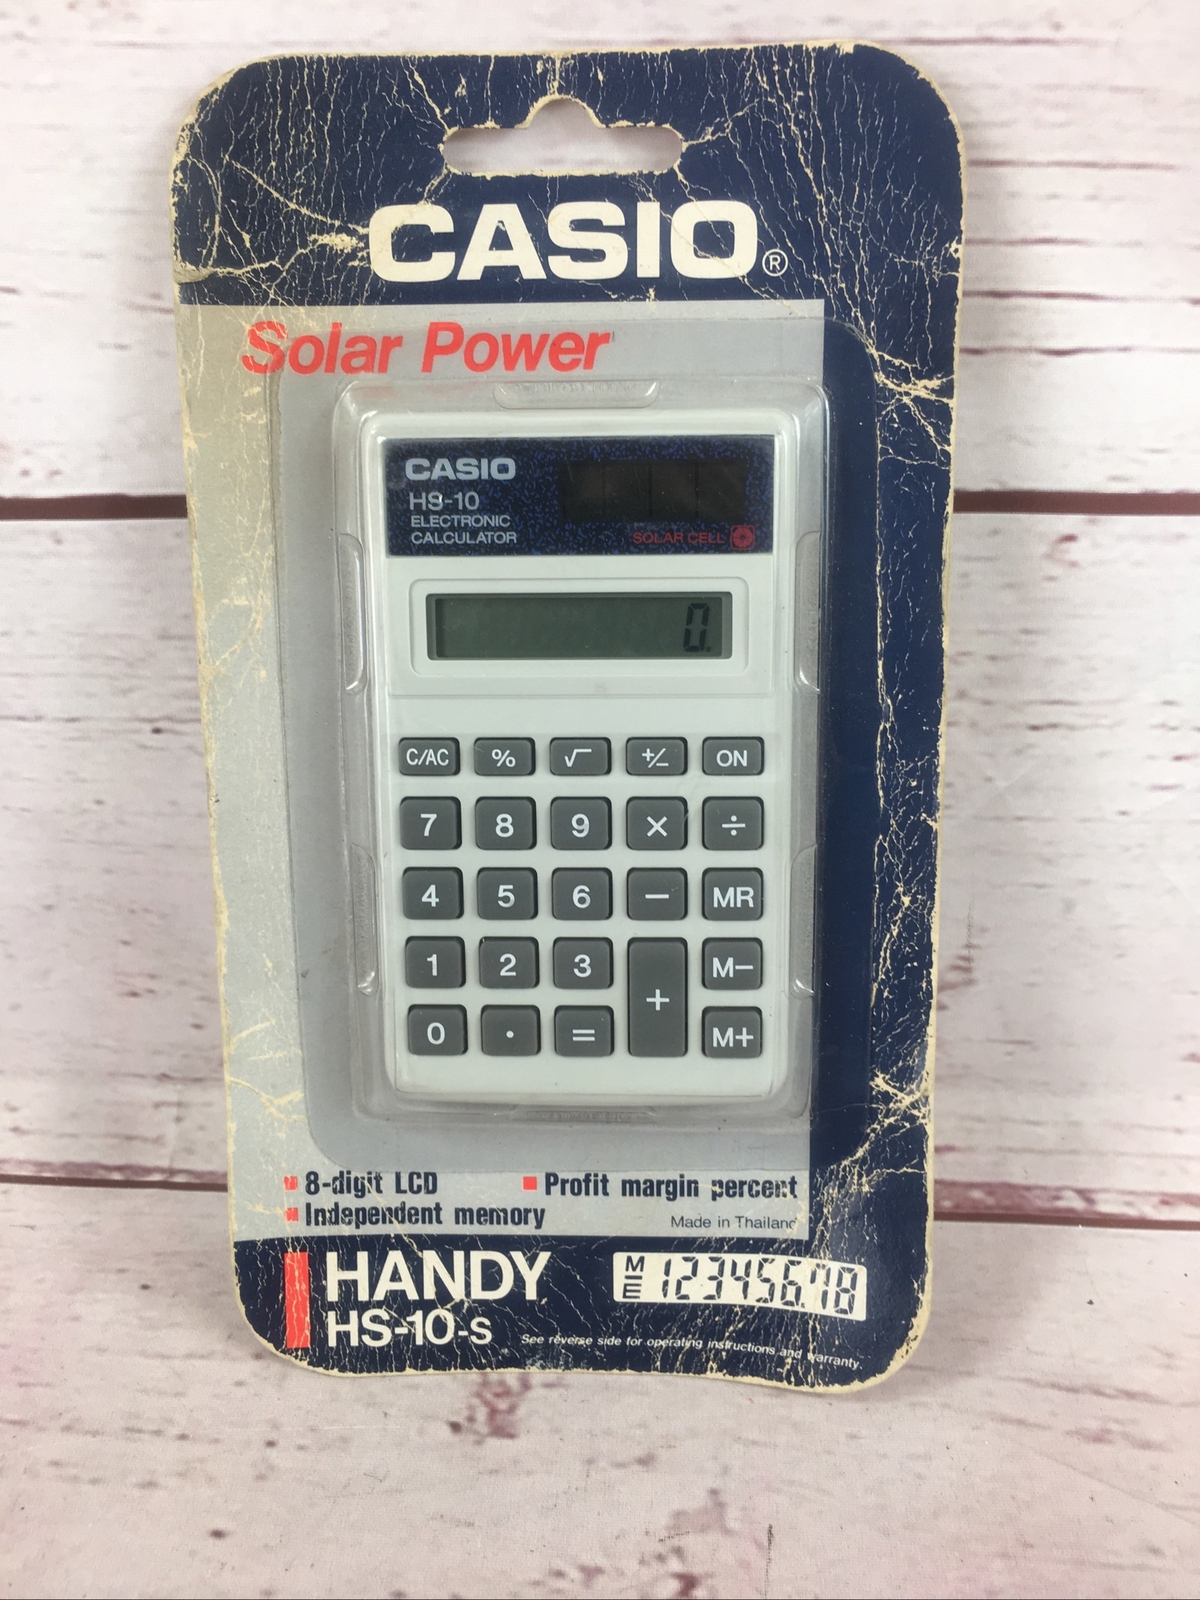 CASIO®
Solar Power
CASIO
HS-10
ELECTRONIC
CALCULATOR
SOLAR CELL
0.
C/AC % √ +/− ON
7 8 9 × ÷
4 5 6 − MR
1 2 3 + M−
0 · = M+
8-digit LCD
Profit margin percent
Independent memory
Made in Thailand
HANDY
HS-10-S
M
−
E
12345678
See reverse side for operating instructions and warranty.